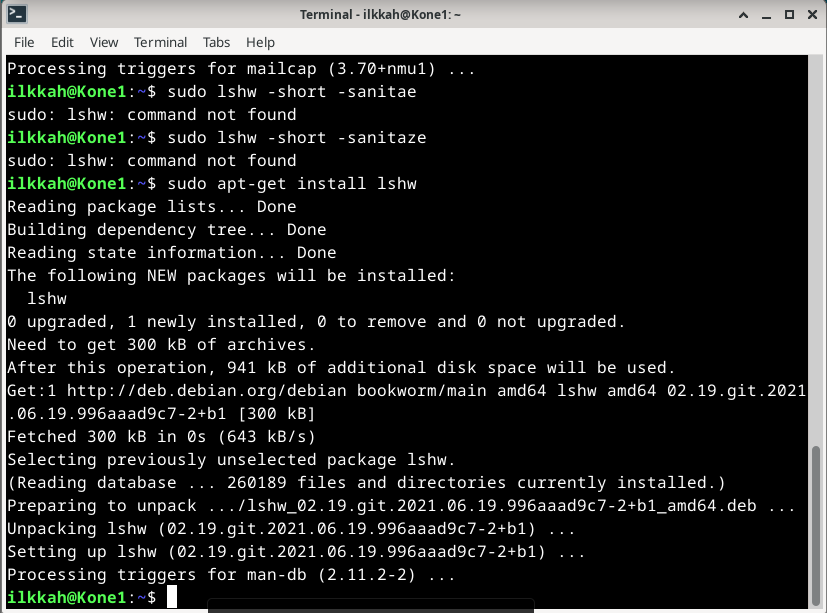 Terminal - ilkkah@Kone1: ~
File Edit View Terminal Tabs Help
Processing triggers for mailcap (3.70+nmu1) ...
ilkkah@Kone1:~$ sudo lshw -short -sanitae
sudo: lshw: command not found
ilkkah@Kone1:~$ sudo lshw -short -sanitaze
sudo: lshw: command not found
ilkkah@Kone1:~$ sudo apt-get install lshw
Reading package lists... Done
Building dependency tree... Done
Reading state information... Done
The following NEW packages will be installed:
  lshw
0 upgraded, 1 newly installed, 0 to remove and 0 not upgraded.
Need to get 300 kB of archives.
After this operation, 941 kB of additional disk space will be used.
Get:1 http://deb.debian.org/debian bookworm/main amd64 lshw amd64 02.19.git.2021
.06.19.996aaad9c7-2+b1 [300 kB]
Fetched 300 kB in 0s (643 kB/s)
Selecting previously unselected package lshw.
(Reading database ... 260189 files and directories currently installed.)
Preparing to unpack .../lshw_02.19.git.2021.06.19.996aaad9c7-2+b1_amd64.deb ...
Unpacking lshw (02.19.git.2021.06.19.996aaad9c7-2+b1) ...
Setting up lshw (02.19.git.2021.06.19.996aaad9c7-2+b1) ...
Processing triggers for man-db (2.11.2-2) ...
ilkkah@Kone1:~$